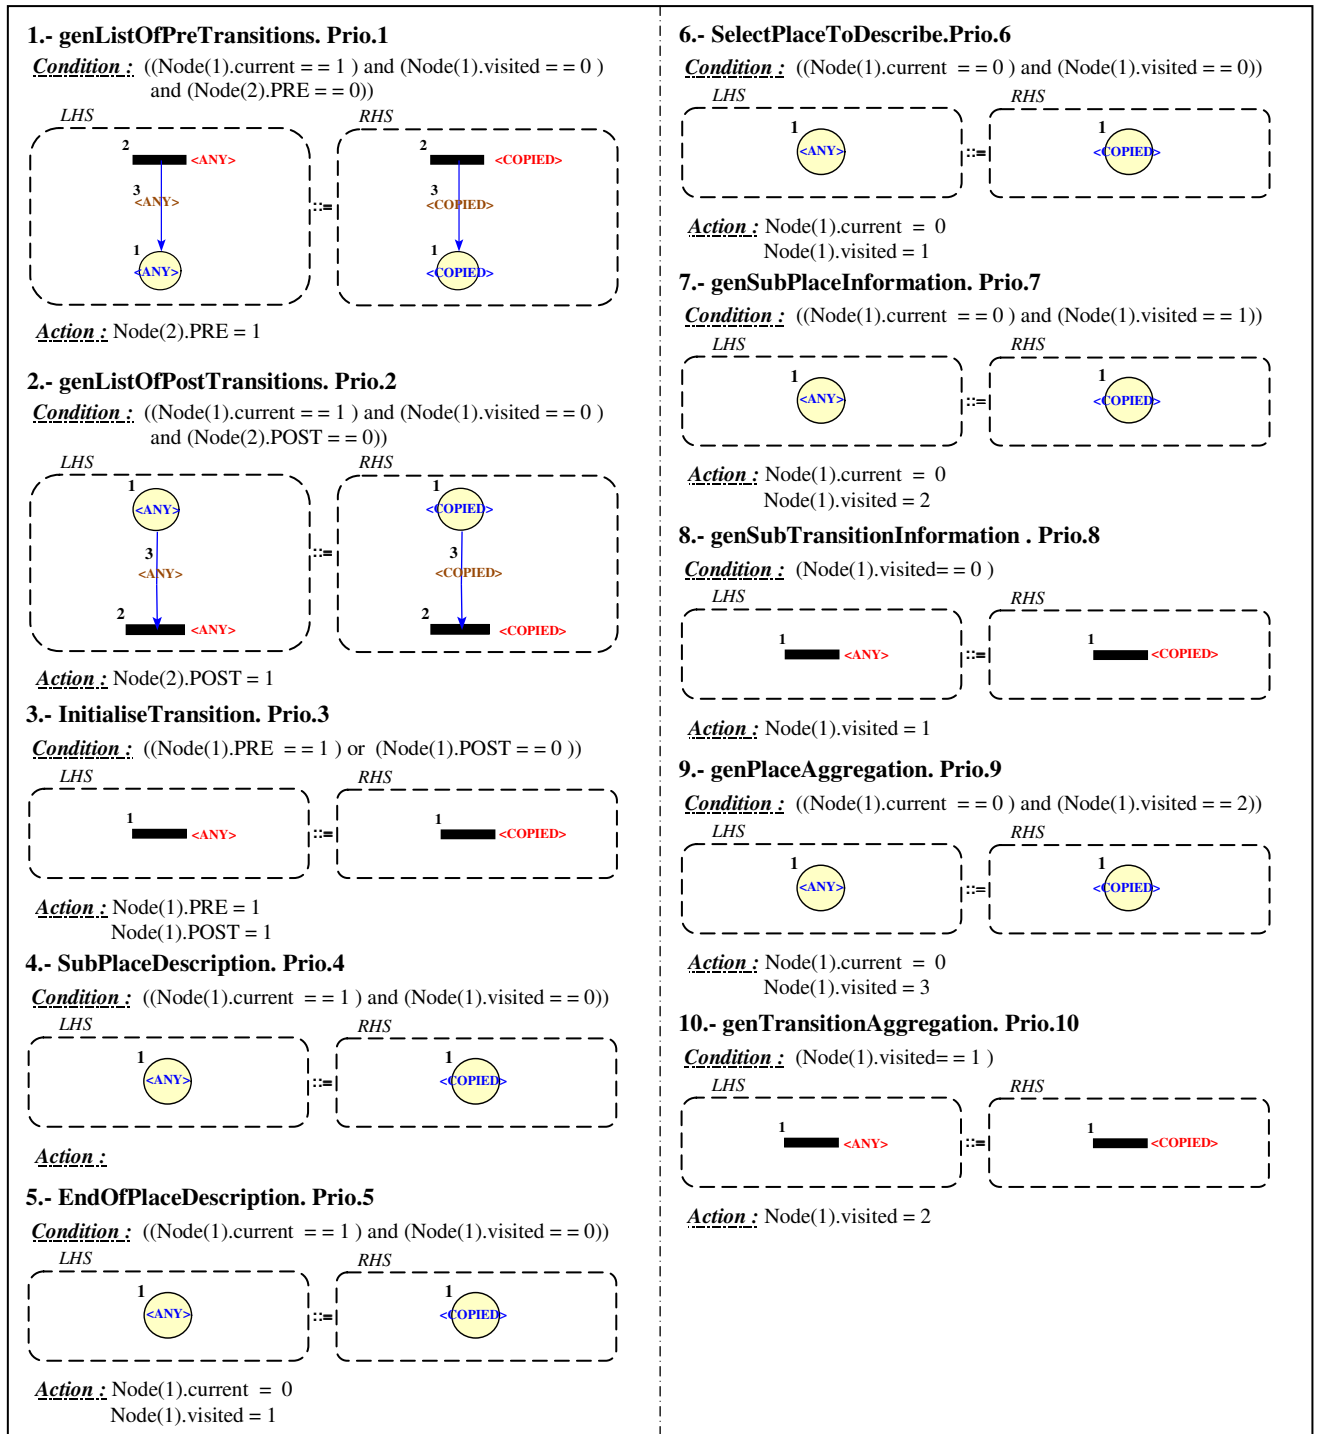 1.- genListOfPreTransitions. Prio.1
Condition : ((Node(1).current = = 1 ) and (Node(1).visited = = 0 )
and (Node(2).PRE = = 0))
LHS
RHS
2
<ANY>
2
<COPIED>
3
<ANY>
::=
3
<COPIED>
1
<ANY>
1
<COPIED>
Action : Node(2).PRE = 1
2.- genListOfPostTransitions. Prio.2
Condition : ((Node(1).current = = 1 ) and (Node(1).visited = = 0 )
and (Node(2).POST = = 0))
LHS
RHS
1
<ANY>
1
<COPIED>
3
<ANY>
::=
3
<COPIED>
2
<ANY>
2
<COPIED>
Action : Node(2).POST = 1
3.- InitialiseTransition. Prio.3
Condition : ((Node(1).PRE = = 1 ) or (Node(1).POST = = 0 ))
LHS
RHS
1
<ANY>
::=
1
<COPIED>
Action : Node(1).PRE = 1
Node(1).POST = 1
4.- SubPlaceDescription. Prio.4
Condition : ((Node(1).current = = 1 ) and (Node(1).visited = = 0))
LHS
RHS
1
<ANY>
::=
1
<COPIED>
Action :
5.- EndOfPlaceDescription. Prio.5
Condition : ((Node(1).current = = 1 ) and (Node(1).visited = = 0))
LHS
RHS
1
<ANY>
::=
1
<COPIED>
Action : Node(1).current = 0
Node(1).visited = 1
6.- SelectPlaceToDescribe.Prio.6
Condition : ((Node(1).current = = 0 ) and (Node(1).visited = = 0))
LHS
RHS
1
<ANY>
::=
1
<COPIED>
Action : Node(1).current = 0
Node(1).visited = 1
7.- genSubPlaceInformation. Prio.7
Condition : ((Node(1).current = = 0 ) and (Node(1).visited = = 1))
LHS
RHS
1
<ANY>
::=
1
<COPIED>
Action : Node(1).current = 0
Node(1).visited = 2
8.- genSubTransitionInformation . Prio.8
Condition : (Node(1).visited= = 0 )
LHS
RHS
1
<ANY>
::=
1
<COPIED>
Action : Node(1).visited = 1
9.- genPlaceAggregation. Prio.9
Condition : ((Node(1).current = = 0 ) and (Node(1).visited = = 2))
LHS
RHS
1
<ANY>
::=
1
<COPIED>
Action : Node(1).current = 0
Node(1).visited = 3
10.- genTransitionAggregation. Prio.10
Condition : (Node(1).visited= = 1 )
LHS
RHS
1
<ANY>
::=
1
<COPIED>
Action : Node(1).visited = 2